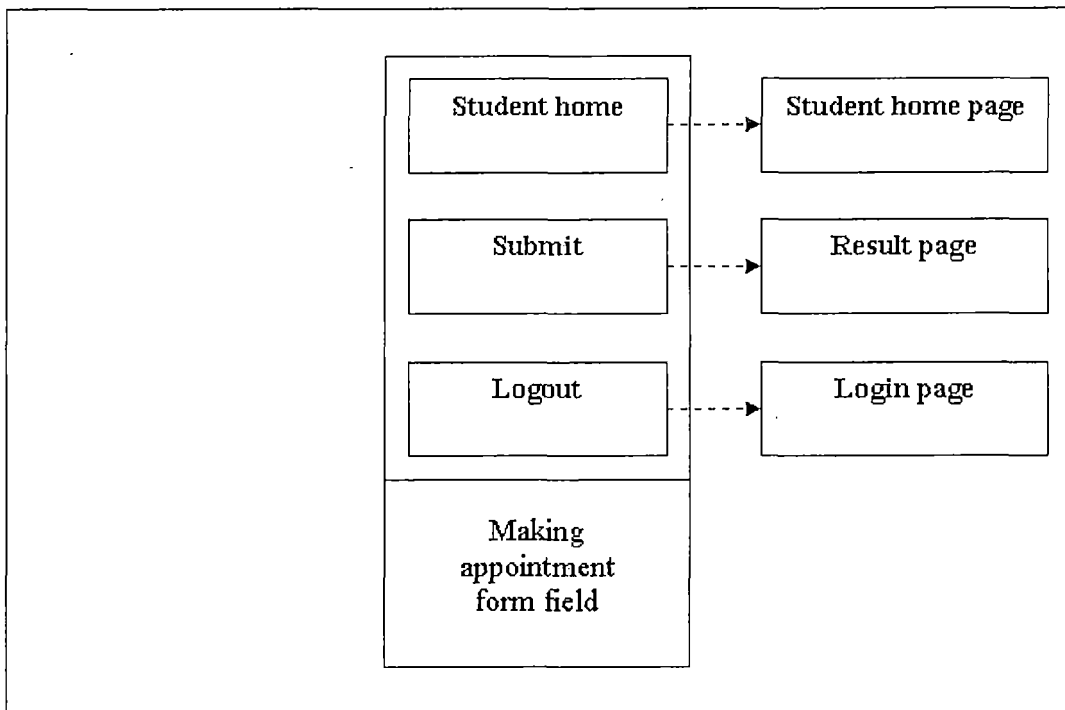 Student home
Student home page
Submit
Result page
Logout
Login page
Making
appointment
form field